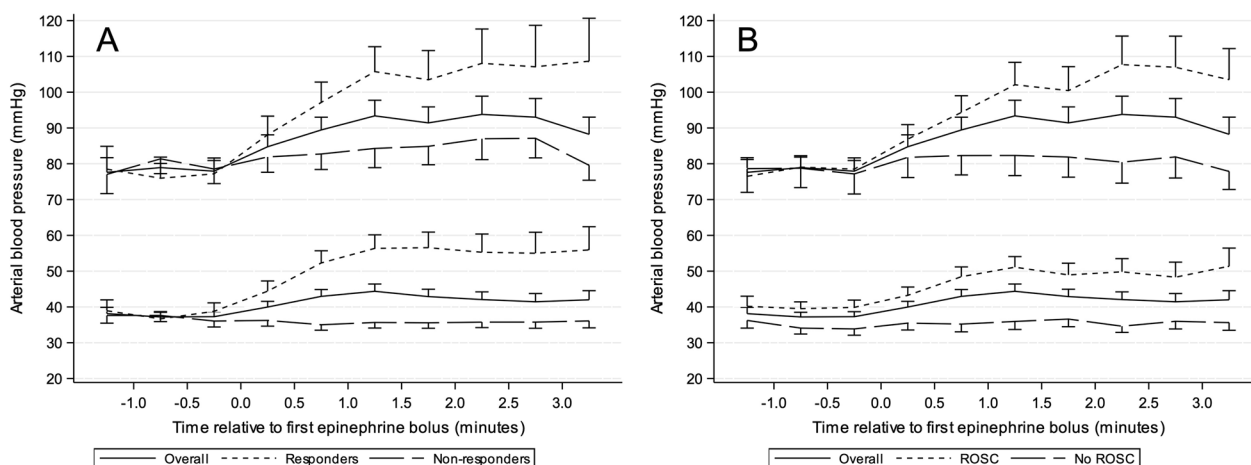 A
Arterial blood pressure (mmHg)
120
110
100
90
80
70
60
50
40
30
20
-1.0 -0.5 0.0 0.5 1.0 1.5 2.0 2.5 3.0
Time relative to first epinephrine bolus (minutes)
Overall Responders Non-responders
B
Arterial blood pressure (mmHg)
120
110
100
90
80
70
60
50
40
30
20
-1.0 -0.5 0.0 0.5 1.0 1.5 2.0 2.5 3.0
Time relative to first epinephrine bolus (minutes)
Overall ROSC No ROSC